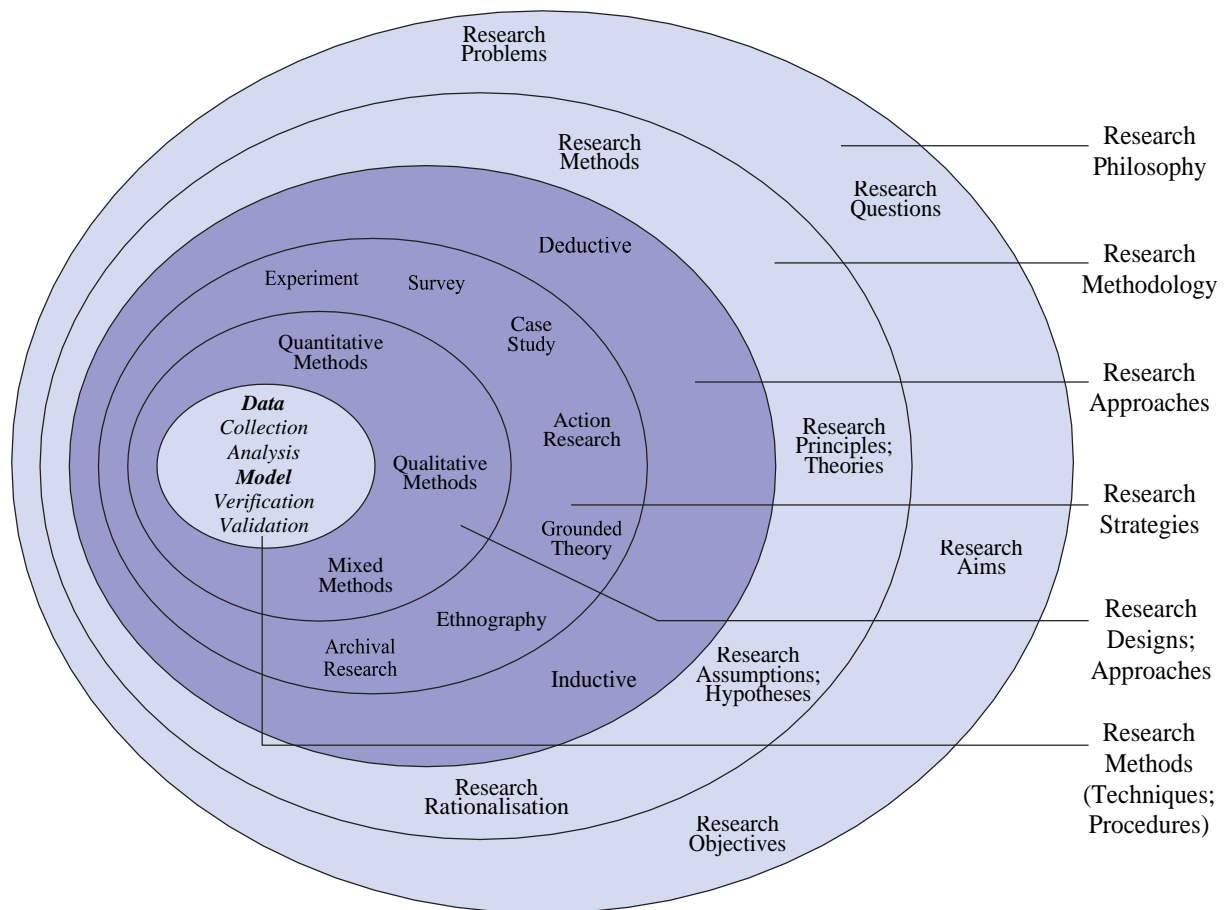 Research
Problems
Research
Methods
Research
Philosophy
Research
Questions
Deductive
Research
Methodology
Experiment
Survey
Case
Study
Quantitative
Methods
Research
Approaches
Data
Collection
Analysis
Model
Verification
Validation
Action
Research
Research
Principles;
Theories
Qualitative
Methods
Research
Strategies
Grounded
Theory
Research
Aims
Mixed
Methods
Ethnography
Research
Designs;
Approaches
Archival
Research
Inductive
Research
Assumptions;
Hypotheses
Research
Methods
(Techniques;
Procedures)
Research
Rationalisation
Research
Objectives